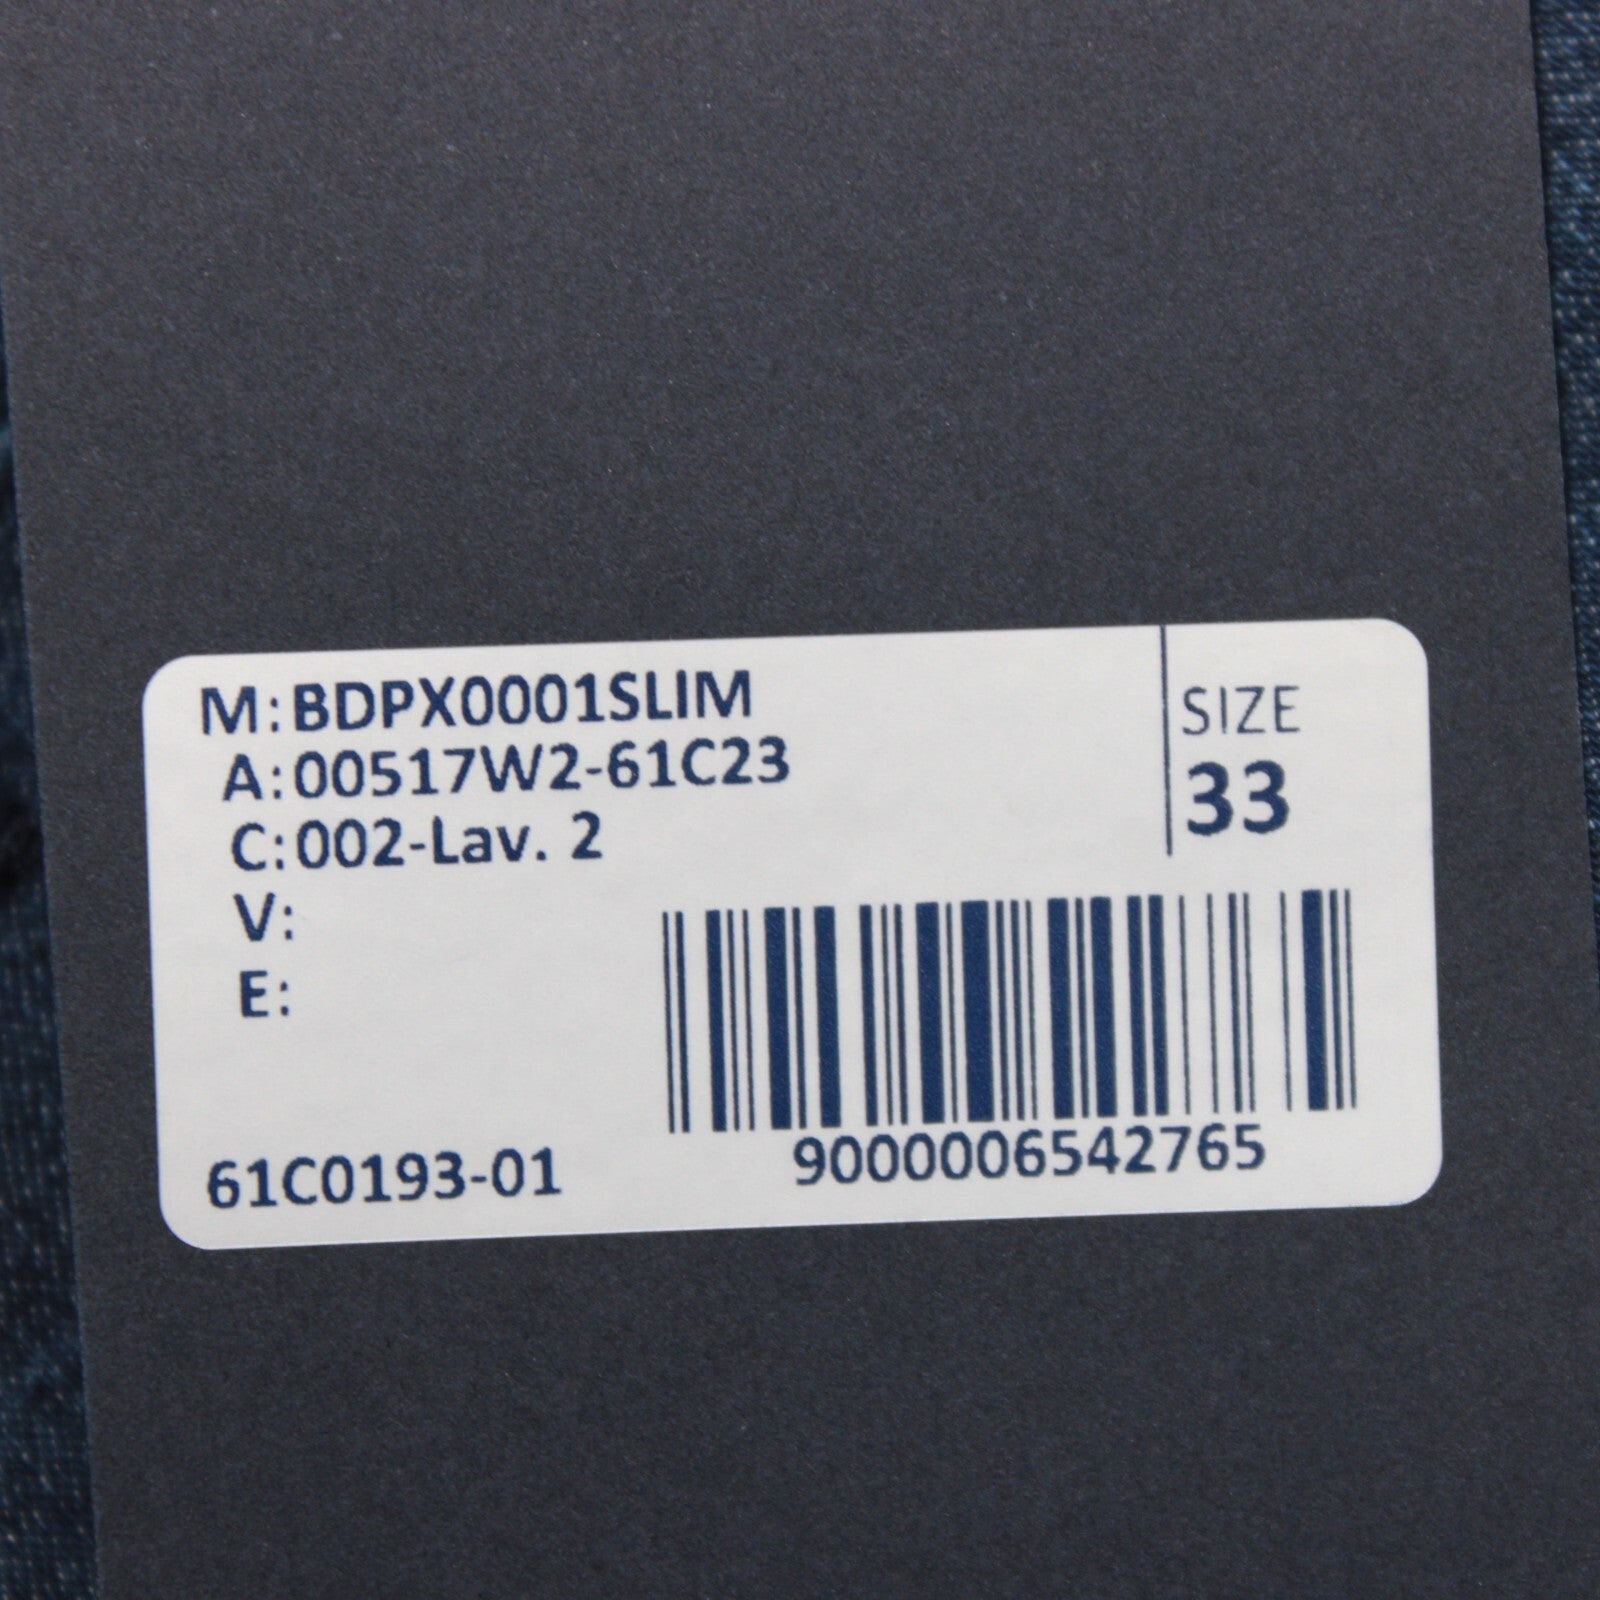 M: BDPX0001SLIM
A: 00517W2-61C23
C: 002-Lav. 2
V:
E:
SIZE
33
61C0193-01
9000006542765